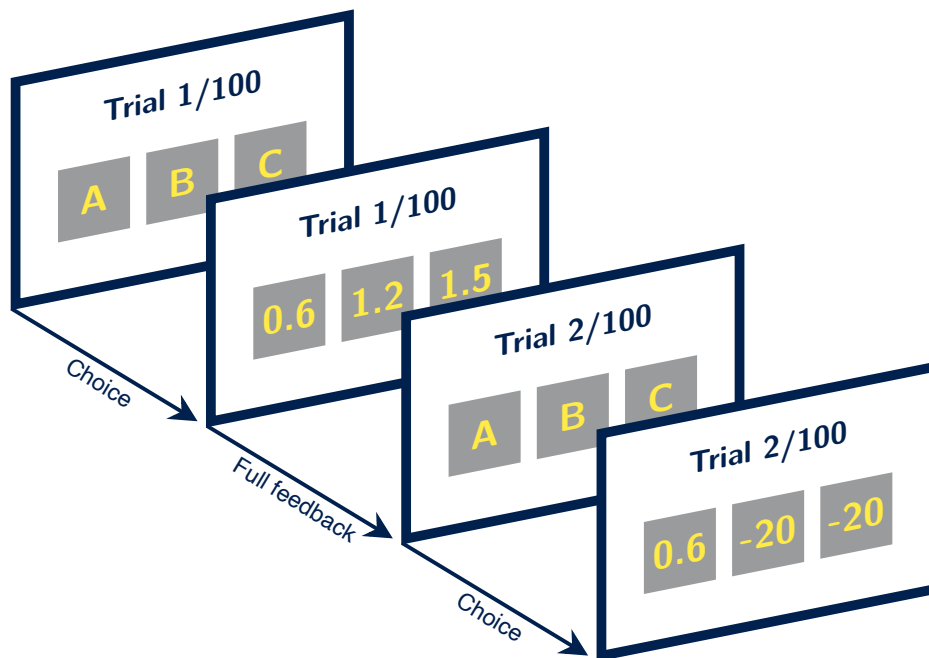 Trial 1/100
A B C
Choice
Trial 1/100
0.6 1.2 1.5
Full feedback
Trial 2/100
A B C
Choice
Trial 2/100
0.6 -20 -20